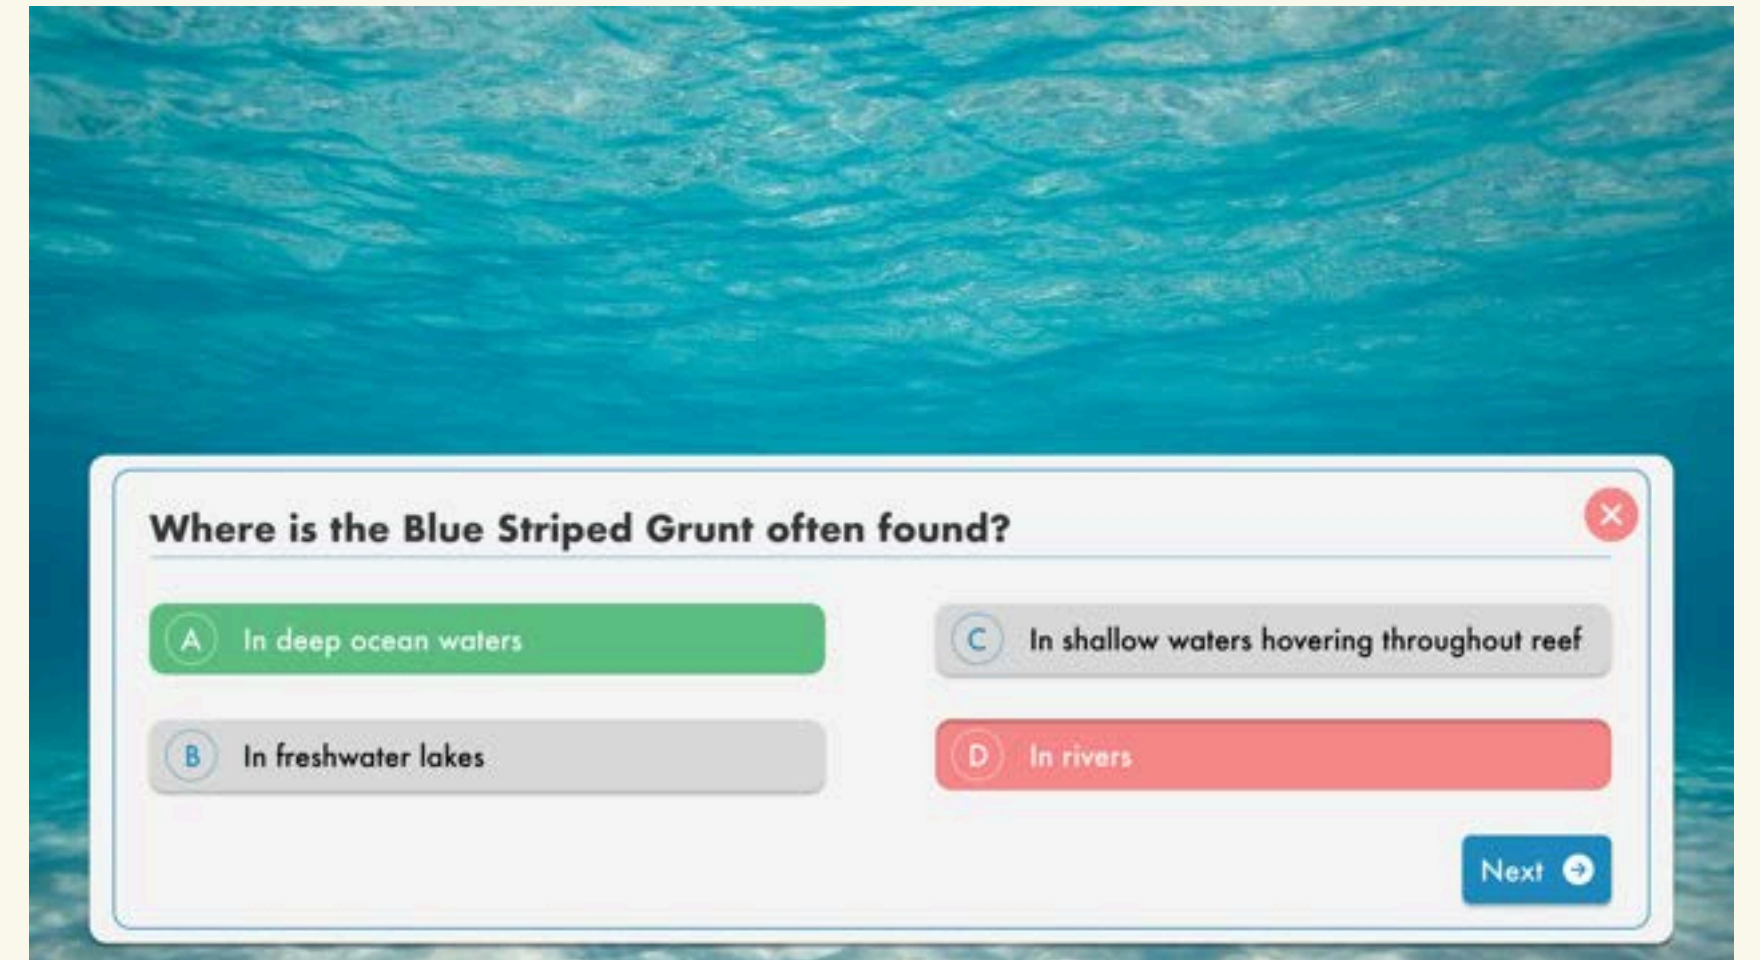 Where is the Blue Striped Grunt often found?
A In deep ocean waters
C In shallow waters hovering throughout reef
B In freshwater lakes
D In rivers
Next